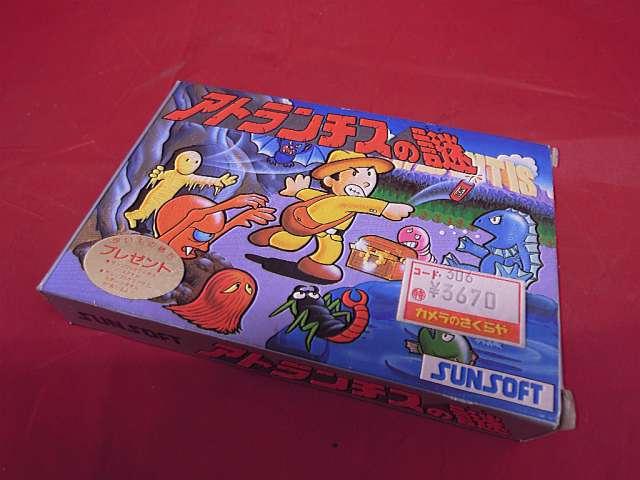 アトランチスの謎
TIS
プレゼント
コード・306
特 ¥3670
カメラのさくらや
SUNSOFT
SUNSOFT
アトランチスの謎